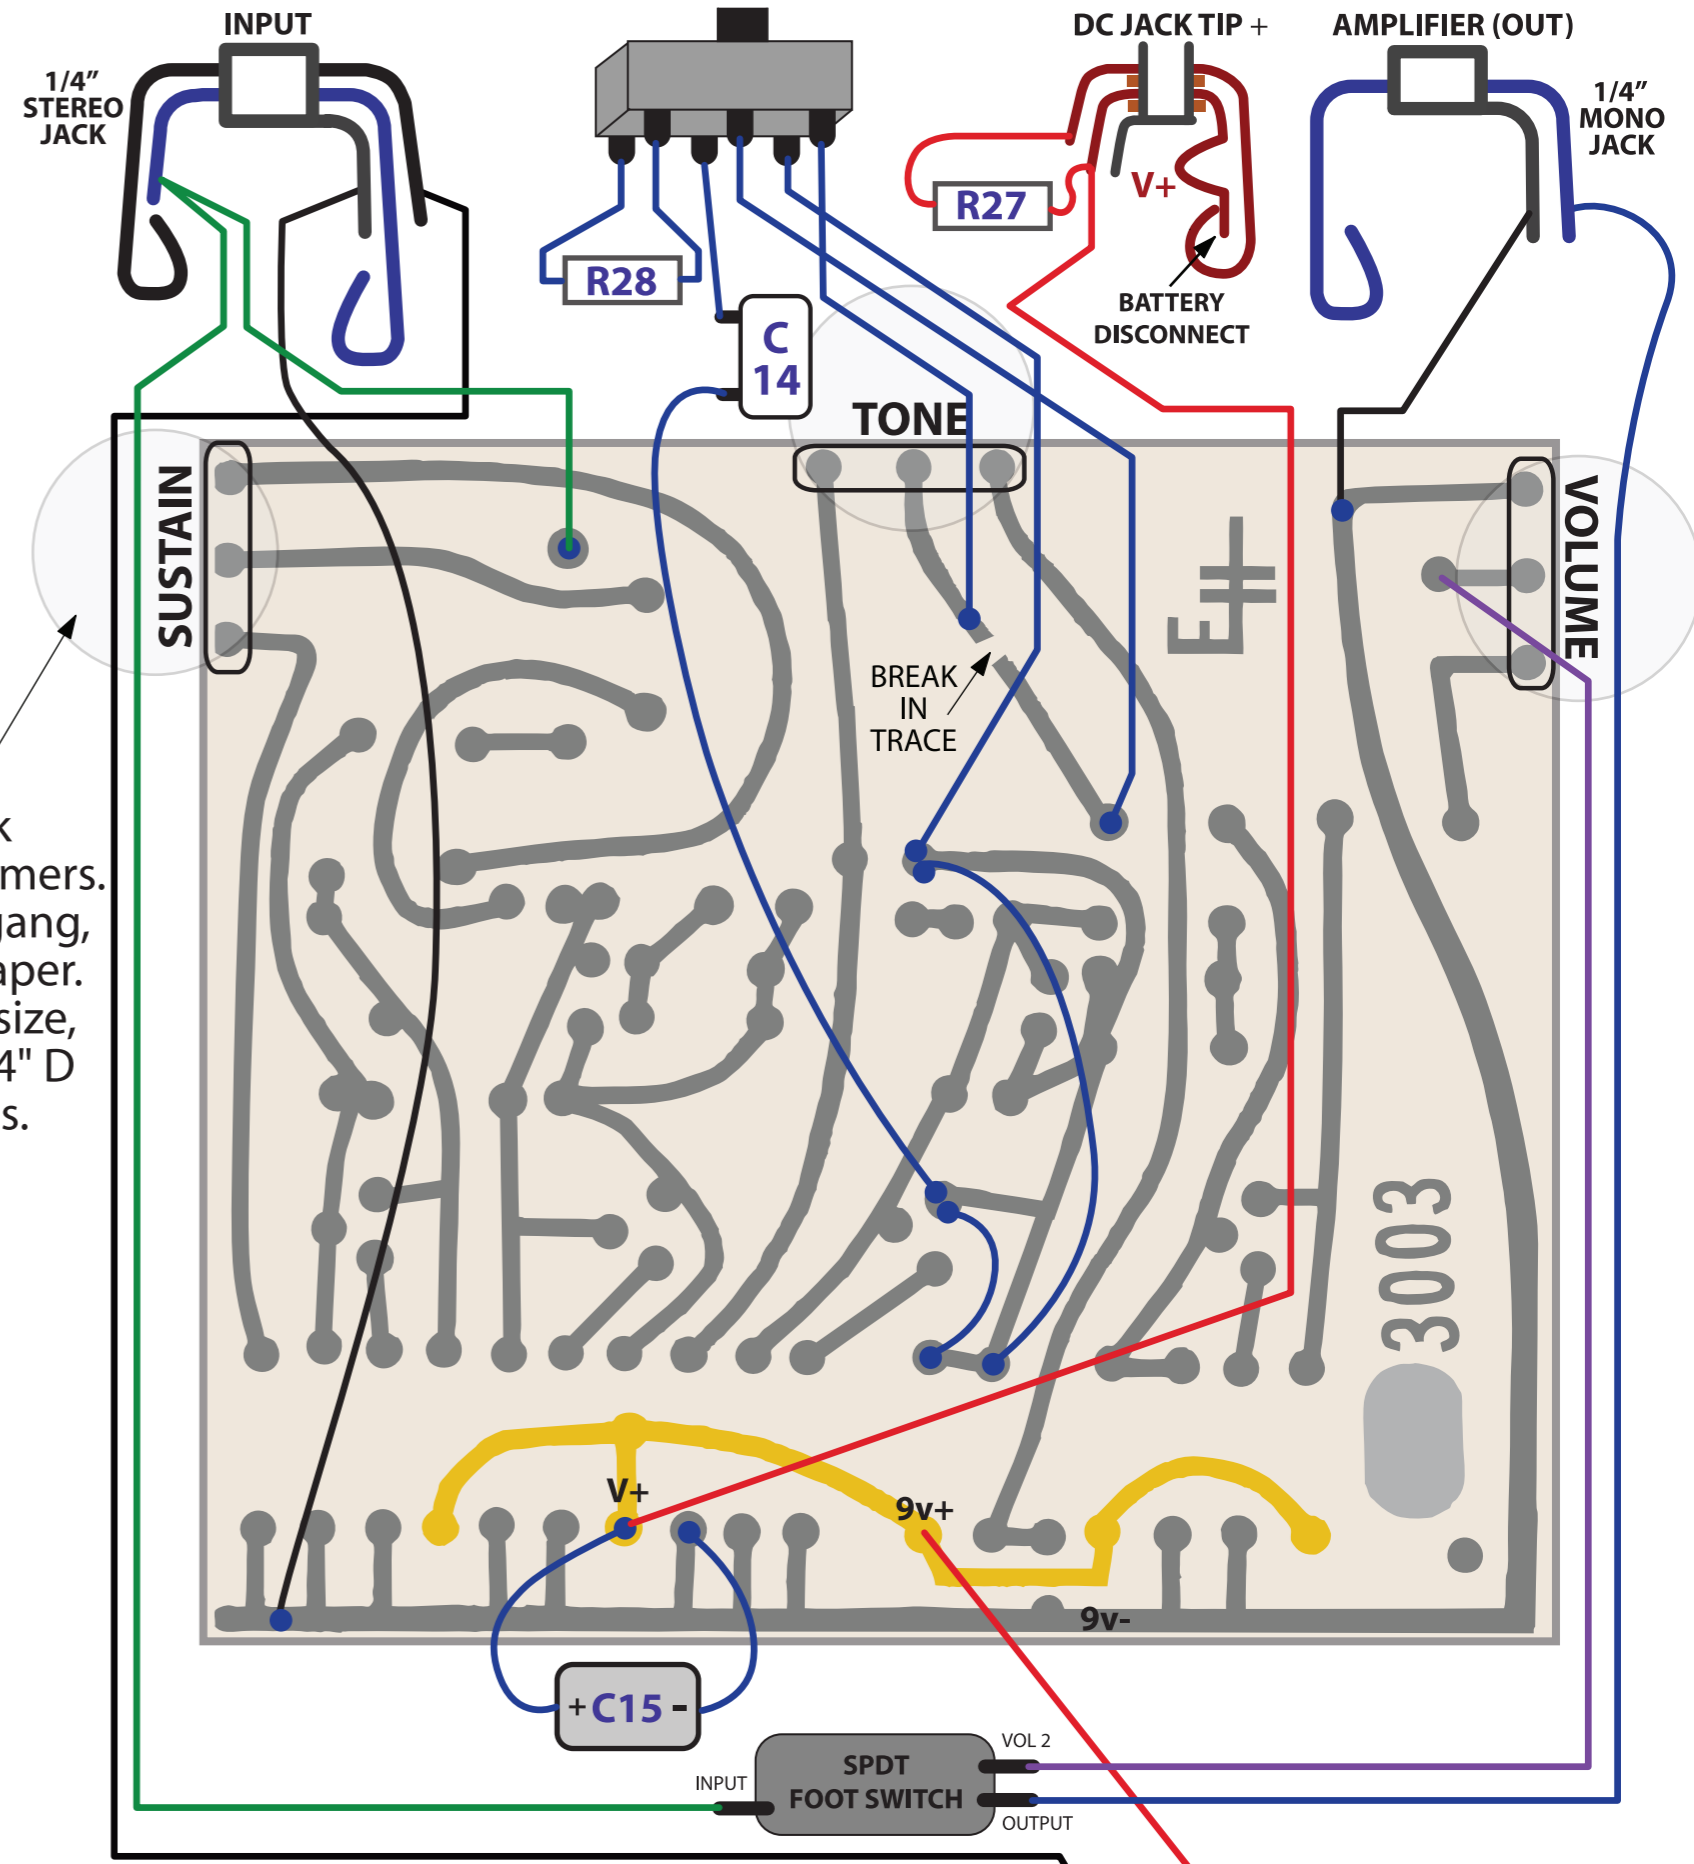 INPUT
DC JACK TIP +
AMPLIFIER (OUT)
1/4”
STEREO
JACK
1/4”
MONO
JACK
V+
R27
R28
C
14
BATTERY
DISCONNECT
TONE
SUSTAIN
VOLUME
BREAK
IN
TRACE
k
mers.
gang,
aper.
size,
4" D
s.
3003
V+
9v+
9v-
+ C15 -
VOL 2
SPDT
INPUT
FOOT SWITCH
OUTPUT